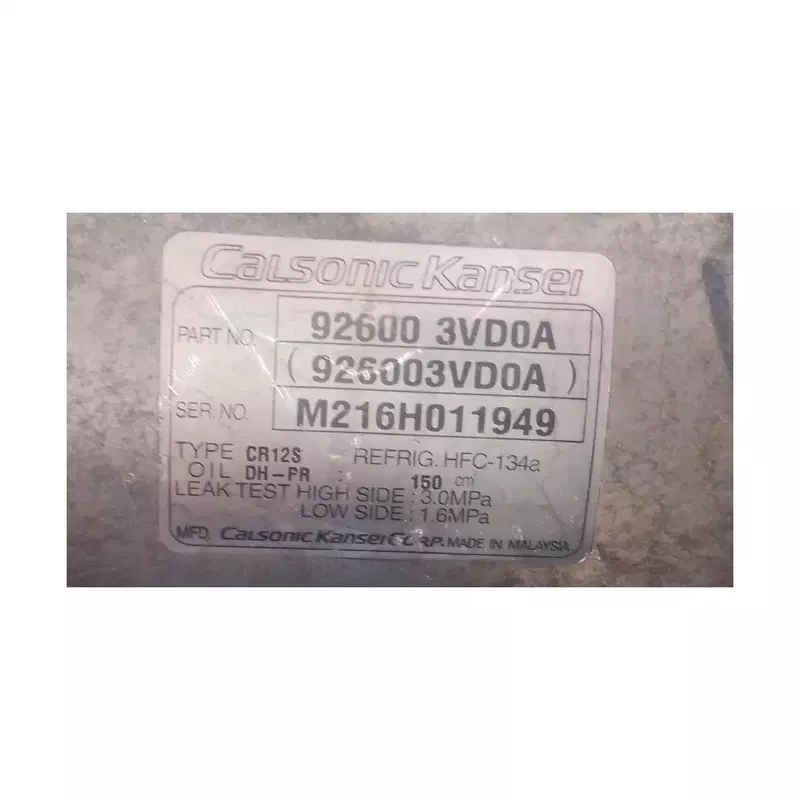 CALSONIC KANSEI
PART NO. 92600 3VD0A
( 926003VD0A )
SER. NO. M216H011949
TYPE CR12S REFRIG. HFC-134a
OIL DH-PR : 150 cm³
LEAK TEST HIGH SIDE : 3.0MPa
LOW SIDE : 1.6MPa
MFD. CALSONIC KANSEI CORP. MADE IN MALAYSIA